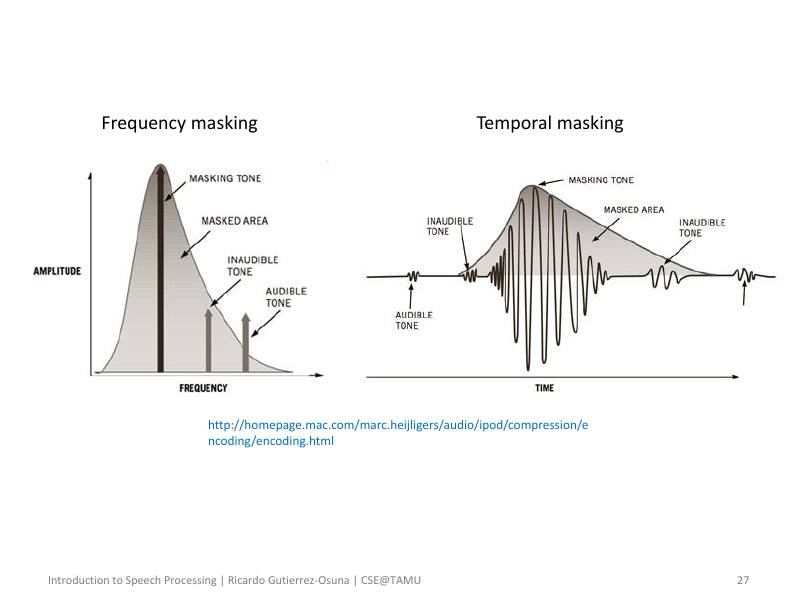 Frequency masking
Temporal masking
MASKING TONE
MASKED AREA
INAUDIBLE
TONE
AUDIBLE
TONE
AMPLITUDE
FREQUENCY
MASKING TONE
MASKED AREA
INAUDIBLE
TONE
INAUDIBLE
TONE
AUDIBLE
TONE
TIME
http://homepage.mac.com/marc.heijligers/audio/ipod/compression/e
ncoding/encoding.html
Introduction to Speech Processing | Ricardo Gutierrez-Osuna | CSE@TAMU
27